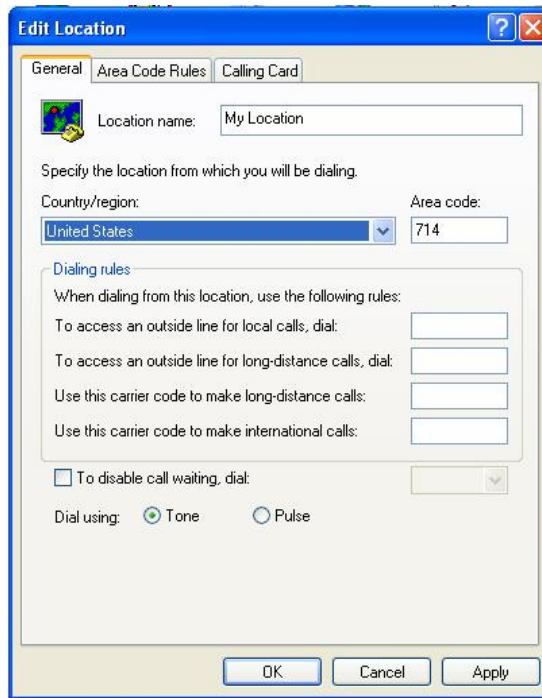 Edit Location
General
Area Code Rules
Calling Card
Location name:
My Location
Specify the location from which you will be dialing.
Country/region:
Area code:
United States
714
Dialing rules
When dialing from this location, use the following rules:
To access an outside line for local calls, dial:
To access an outside line for long-distance calls, dial:
Use this carrier code to make long-distance calls:
Use this carrier code to make international calls:
To disable call waiting, dial:
Dial using:
Tone
Pulse
OK
Cancel
Apply